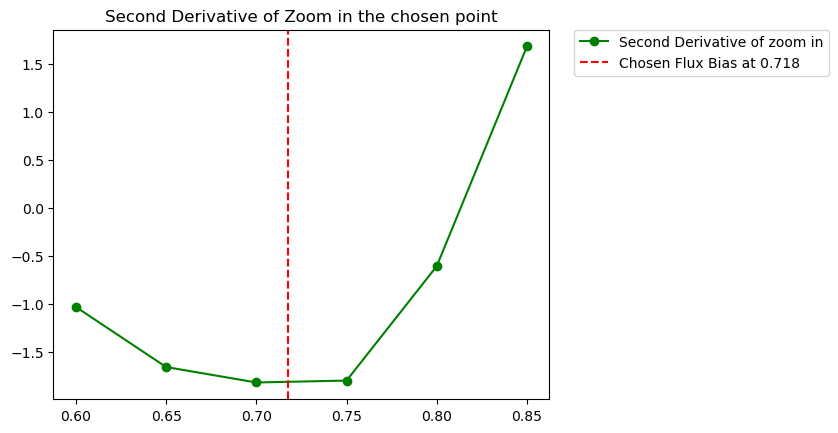 Second Derivative of Zoom in the chosen point
Second Derivative of zoom in
Chosen Flux Bias at 0.718
1.5
1.0
0.5
0.0
−0.5
−1.0
−1.5
0.60 0.65 0.70 0.75 0.80 0.85